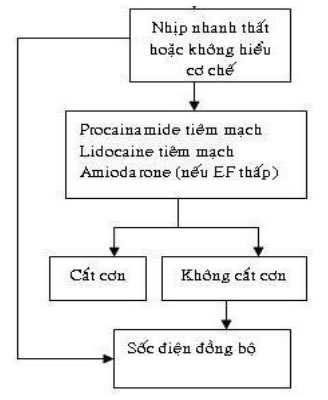 Nhịp nhanh thất
hoặc không hiểu
cơ chế
Procainamide tiêm mạch
Lidocaine tiêm mạch
Amiodarone (nếu EF thấp)
Cắt cơn
Không cắt cơn
Sốc điện đồng bộ